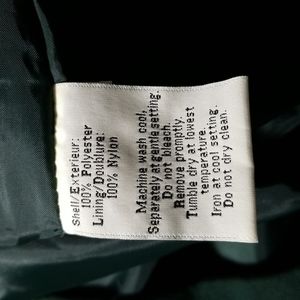 Shell/Exterieur:
100% Polyester
Lining/Doublure:
100% Nylon
Machine wash cool,
Separately at gentle setting.
Do not bleach.
Remove promptly.
Tumble dry at lowest
temperature.
Iron at cool setting.
Do not dry clean.